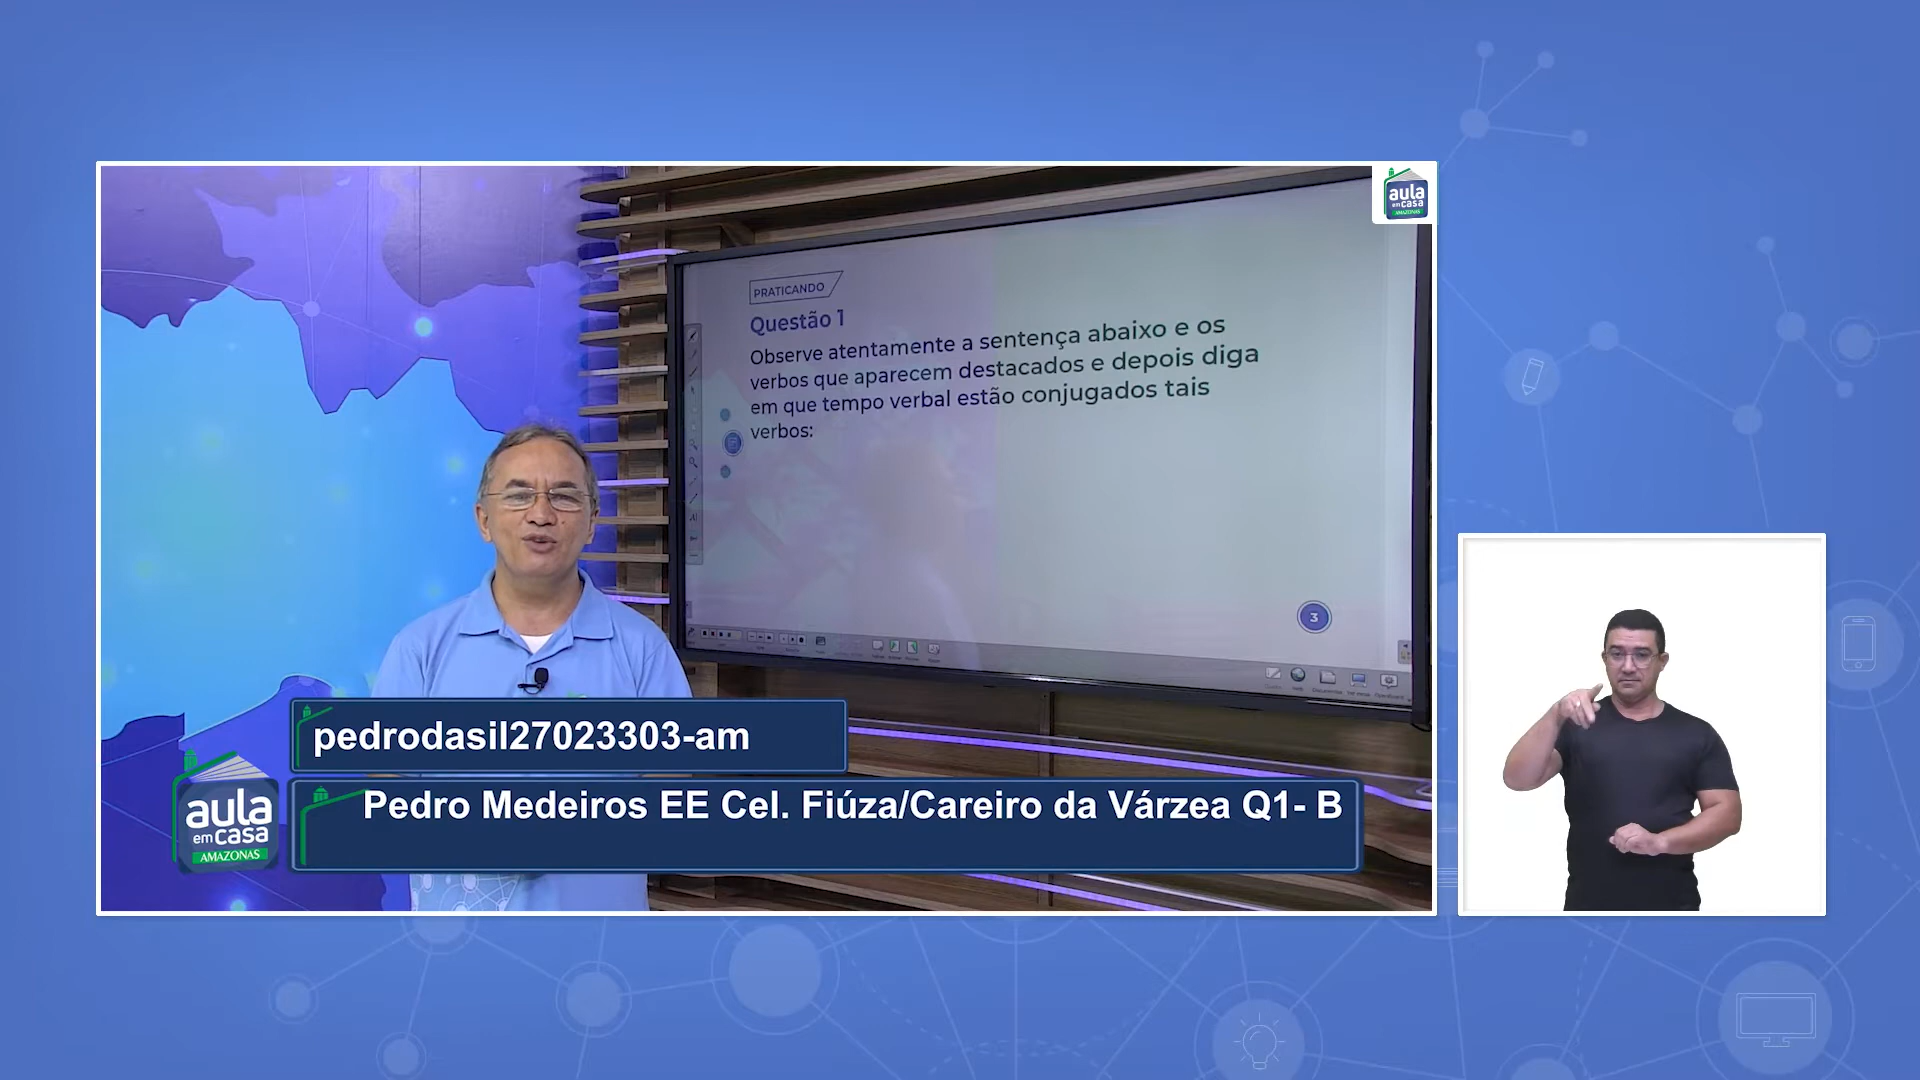 aula
em casa
AMAZONAS
PRATICANDO
Questão 1
Observe atentamente a sentença abaixo e os
verbos que aparecem destacados e depois diga
em que tempo verbal estão conjugados tais
verbos:
3
pedrodasil27023303-am
Pedro Medeiros EE Cel. Fiúza/Careiro da Várzea Q1- B
aula
em casa
AMAZONAS